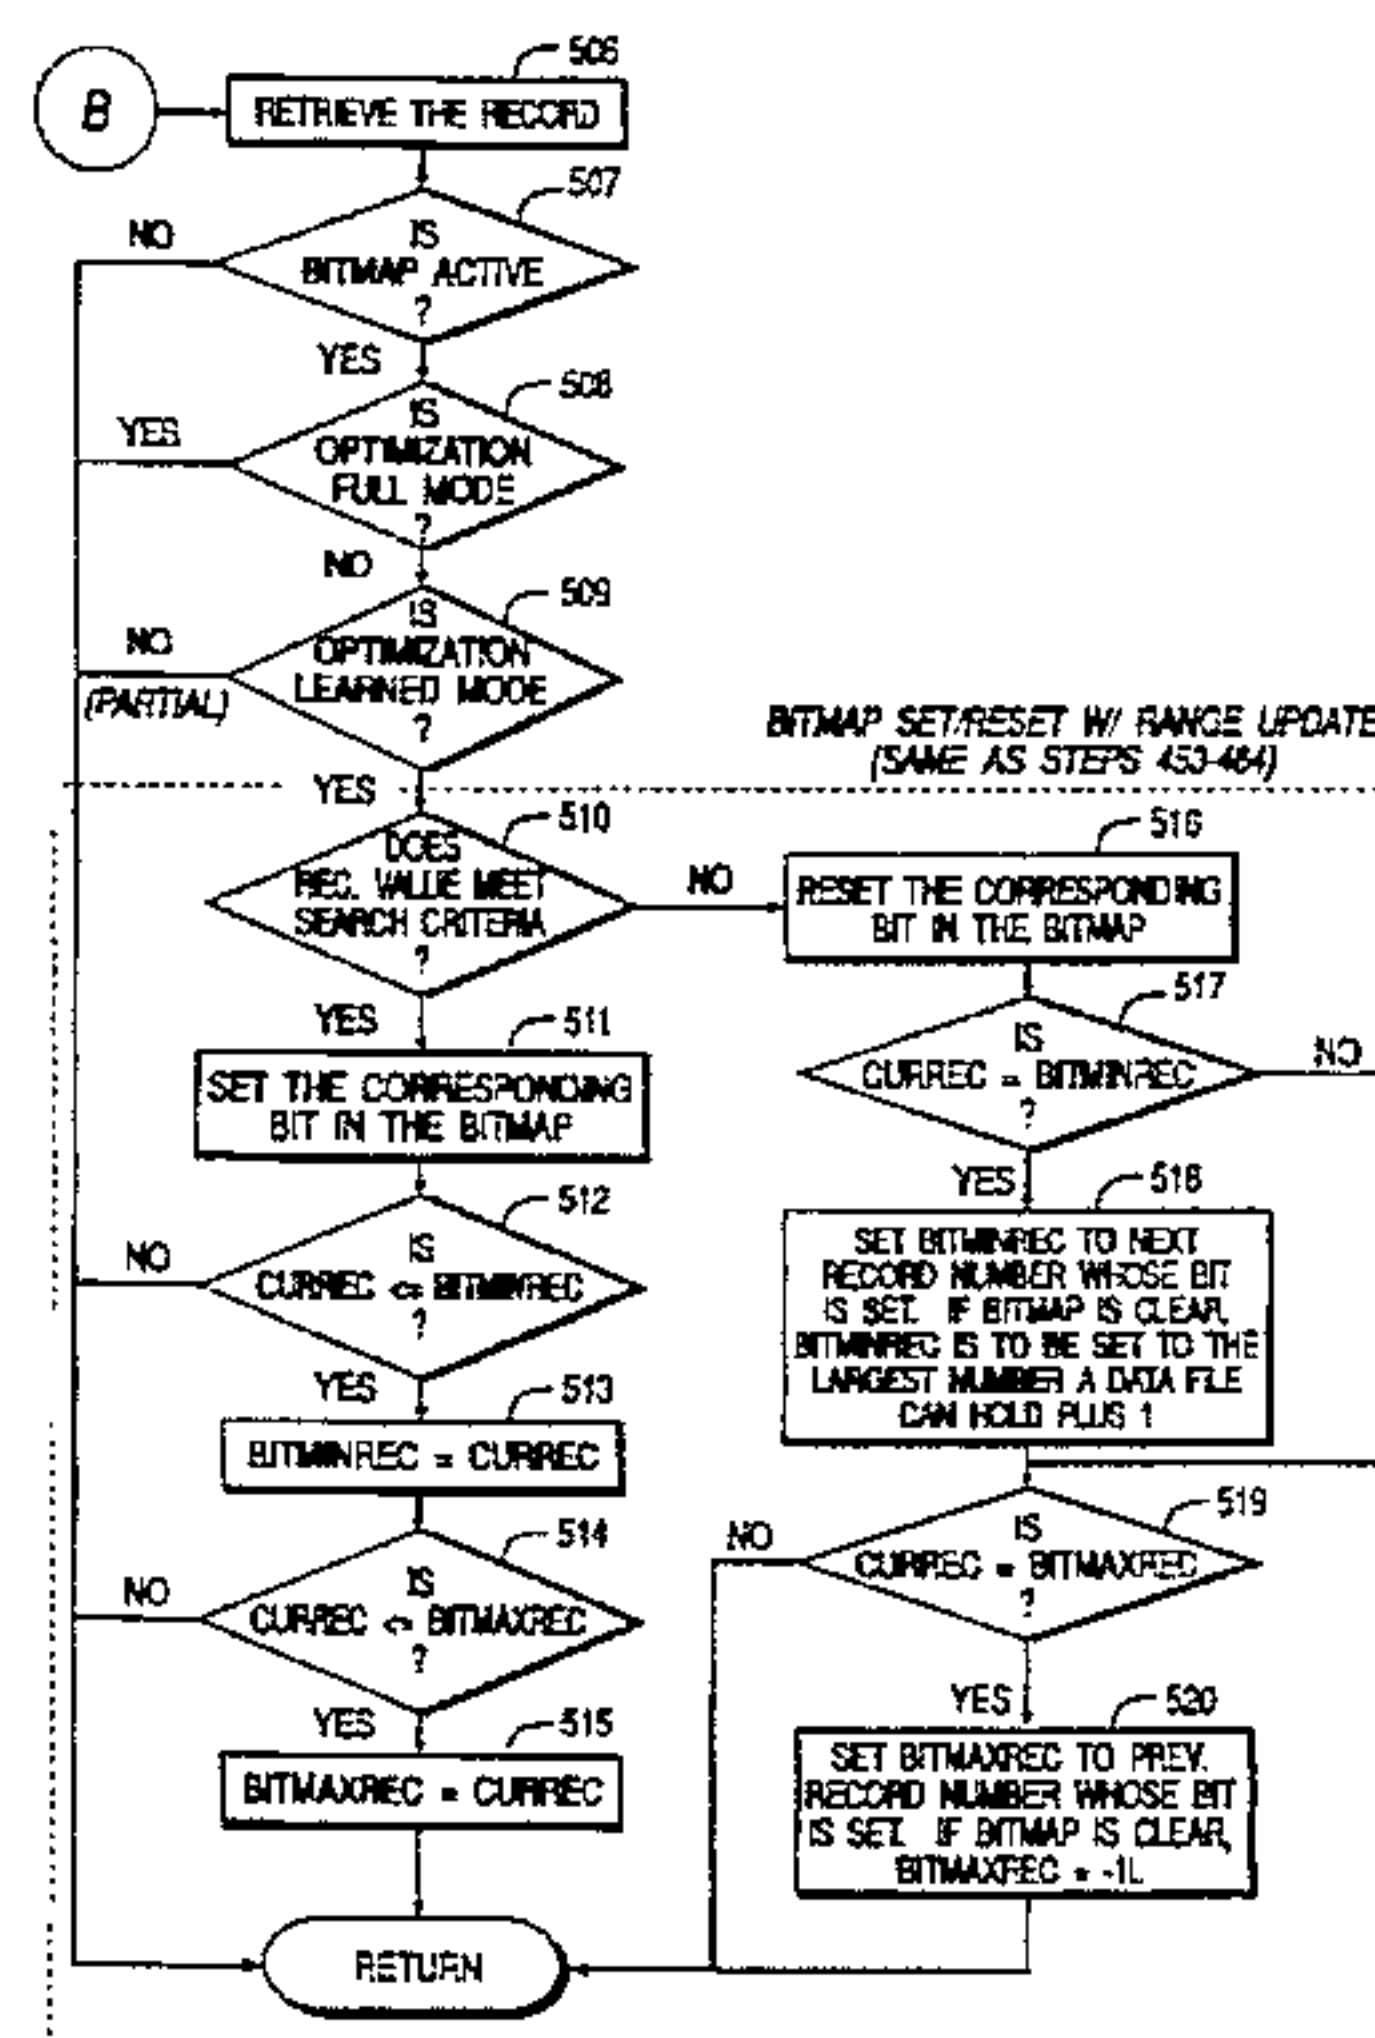 506
B
RETRIEVE THE RECORD
507
NO
IS
BITMAP ACTIVE
?
YES
508
YES
IS
OPTIMIZATION
FULL MODE
?
NO
509
NO
(PARTIAL)
IS
OPTIMIZATION
LEARNED MODE
?
YES
BITMAP SET/RESET W/ RANGE UPDATE
(SAME AS STEPS 453-464)
510
DOES
REC. VALUE MEET
SEARCH CRITERIA
?
NO
516
RESET THE CORRESPONDING
BIT IN THE BITMAP
YES
511
SET THE CORRESPONDING
BIT IN THE BITMAP
517
IS
CURREC = BITMINREC
?
NO
YES
512
NO
IS
CURREC <= BITMINREC
?
518
SET BITMINREC TO NEXT
RECORD NUMBER WHOSE BIT
IS SET. IF BITMAP IS CLEAR,
BITMINREC IS TO BE SET TO THE
LARGEST NUMBER A DATA FILE
CAN HOLD PLUS 1
YES
513
BITMINREC = CURREC
514
NO
IS
CURREC <= BITMAXREC
?
519
NO
IS
CURREC = BITMAXREC
?
YES
515
BITMAXREC = CURREC
YES
520
SET BITMAXREC TO PREV.
RECORD NUMBER WHOSE BIT
IS SET. IF BITMAP IS CLEAR,
BITMAXREC = -1L
RETURN